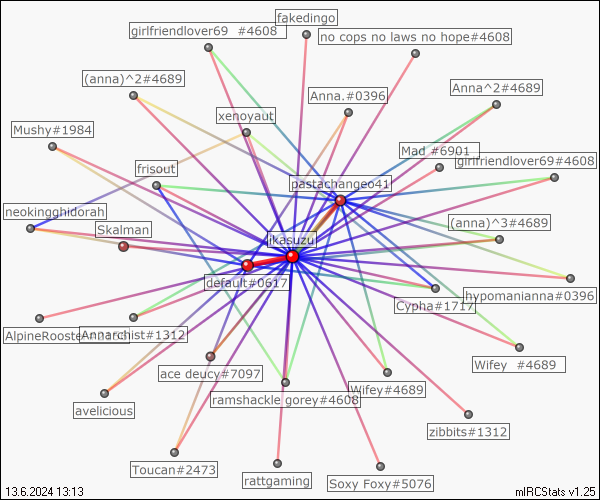 fakedingo
girlfriendlover69 #4608
no cops no laws no hope#4608
(anna)^2#4689
Anna^2#4689
Anna.#0396
xenoyaut
Mushy#1984
Mad #6901
girlfriendlover69#4608
frisout
pastachangeo41
neokingghidorah
(anna)^3#4689
Skalman
ikasuzu
default#0617
hypomanianna#0396
Cypha#1717
AlpineRooster
Annarchist#1312
Wifey #4689
ace deucy#7097
Wifey#4689
ramshackle gorey#4608
avelicious
zibbits#1312
Toucan#2473
rattgaming
Soxy Foxy#5076
13.6.2024 13:13
mIRCStats v1.25